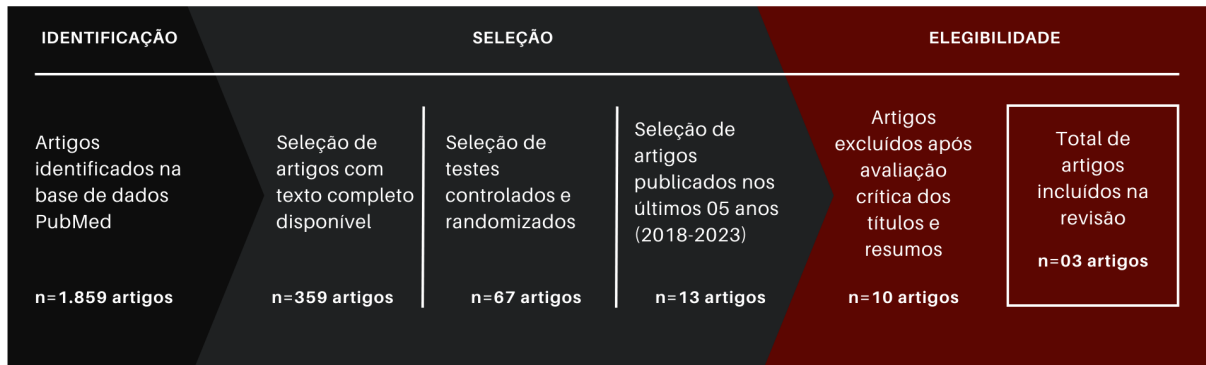 IDENTIFICAÇÃO
SELEÇÃO
ELEGIBILIDADE
Artigos
identificados na
base de dados
PubMed
n=1.859 artigos
Seleção de
artigos com
texto completo
disponível
n=359 artigos
Seleção de
testes
controlados e
randomizados
n=67 artigos
Seleção de
artigos
publicados nos
últimos 05 anos
(2018-2023)
n=13 artigos
Artigos
excluídos após
avaliação
crítica dos
títulos e
resumos
n=10 artigos
Total de
artigos
incluídos na
revisão
n=03 artigos